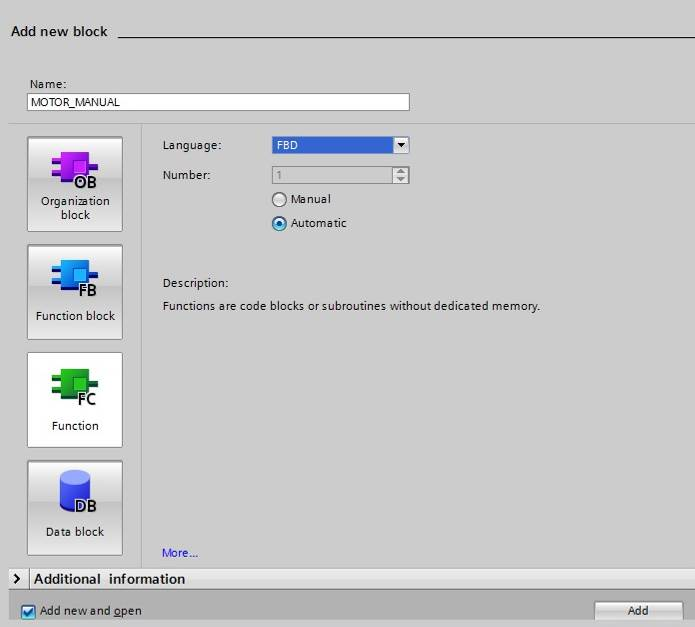 Add new block
Name:
MOTOR_MANUAL
OB
Organization
block
FB
Function block
FC
Function
DB
Data block
Language:
FBD
Number:
1
Manual
Automatic
Description:
Functions are code blocks or subroutines without dedicated memory.
More...
Additional information
Add new and open
Add